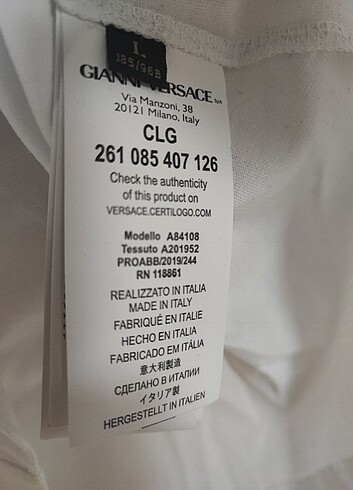 L
185/96B
GIANNI VERSACE SpA
Via Manzoni, 38
20121 Milano, Italy
CLG
261 085 407 126
Check the authenticity
of this product on
VERSACE.CERTILOGO.COM
Modello A84108
Tessuto A201952
PROABB/2019/244
RN 118861
REALIZZATO IN ITALIA
MADE IN ITALY
FABRIQUÉ EN ITALIE
HECHO EN ITALIA
FABRICADO EM ITÁLIA
意大利製造
СДЕЛАНО В ИТАЛИИ
イタリア製
HERGESTELLT IN ITALIEN